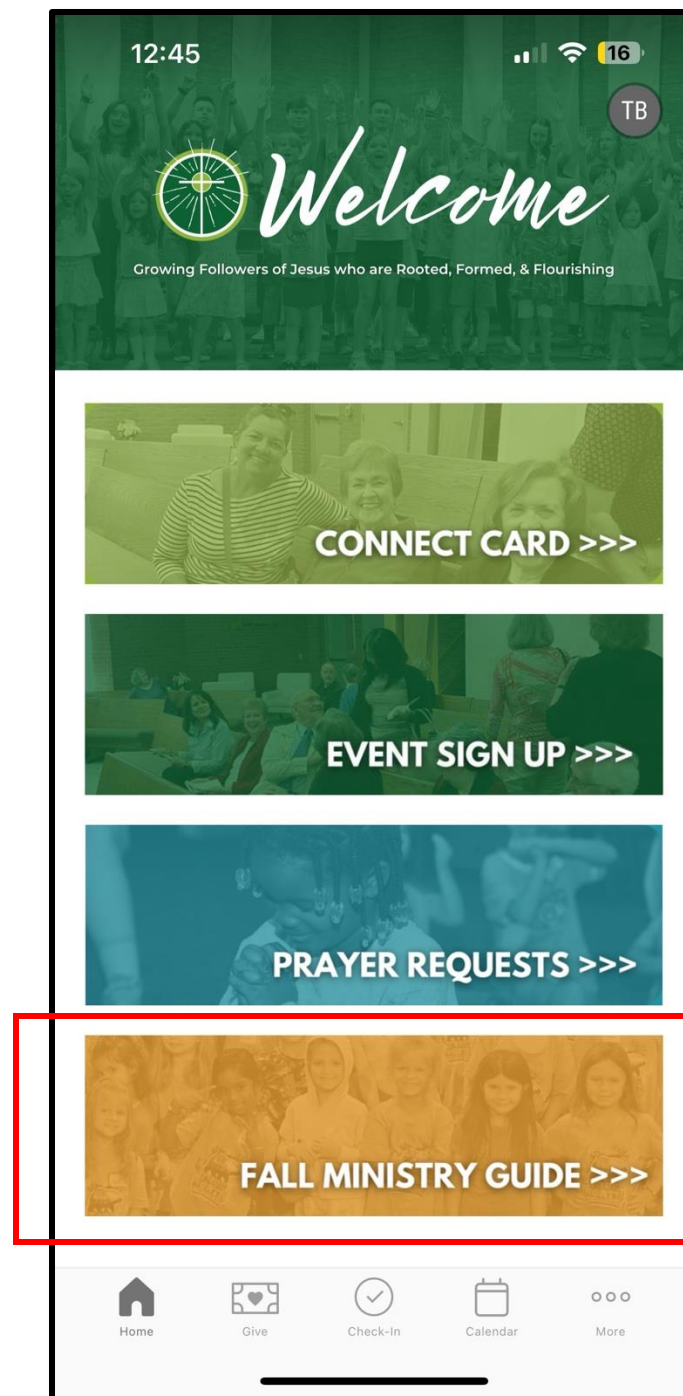 12:45
16
TB
Welcome
Growing Followers of Jesus who are Rooted, Formed, & Flourishing
CONNECT CARD >>>
EVENT SIGN UP >>>
PRAYER REQUESTS >>>
FALL MINISTRY GUIDE >>>
Home Give Check-In Calendar More